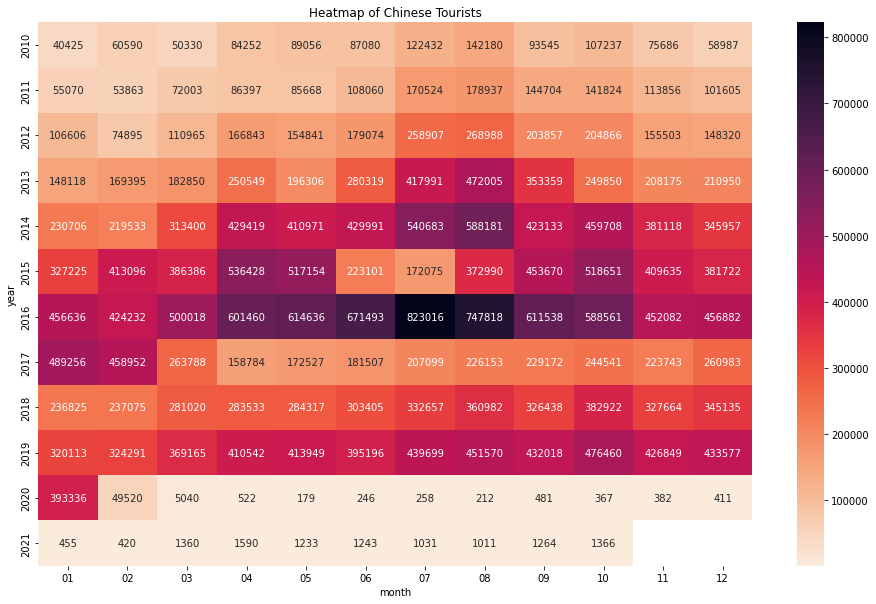 Heatmap of Chinese Tourists
2010 40425 60590 50330 84252 89056 87080 122432 142180 93545 107237 75686 58987
2011 55070 53863 72003 86397 85668 108060 170524 178937 144704 141824 113856 101605
2012 106606 74895 110965 166843 154841 179074 258907 268988 203857 204866 155503 148320
2013 148118 169395 182850 250549 196306 280319 417991 472005 353359 249850 208175 210950
2014 230706 219533 313400 429419 410971 429991 540683 588181 423133 459708 381118 345957
2015 327225 413096 386386 536428 517154 223101 172075 372990 453670 518651 409635 381722
year
2016 456636 424232 500018 601460 614636 671493 823016 747818 611538 588561 452082 456882
2017 489256 458952 263788 158784 172527 181507 207099 226153 229172 244541 223743 260983
2018 236825 237075 281020 283533 284317 303405 332657 360982 326438 382922 327664 345135
2019 320113 324291 369165 410542 413949 395196 439699 451570 432018 476460 426849 433577
2020 393336 49520 5040 522 179 246 258 212 481 367 382 411
2021 455 420 1360 1590 1233 1243 1031 1011 1264 1366
01 02 03 04 05 06 07 08 09 10 11 12
month
800000
700000
600000
500000
400000
300000
200000
100000